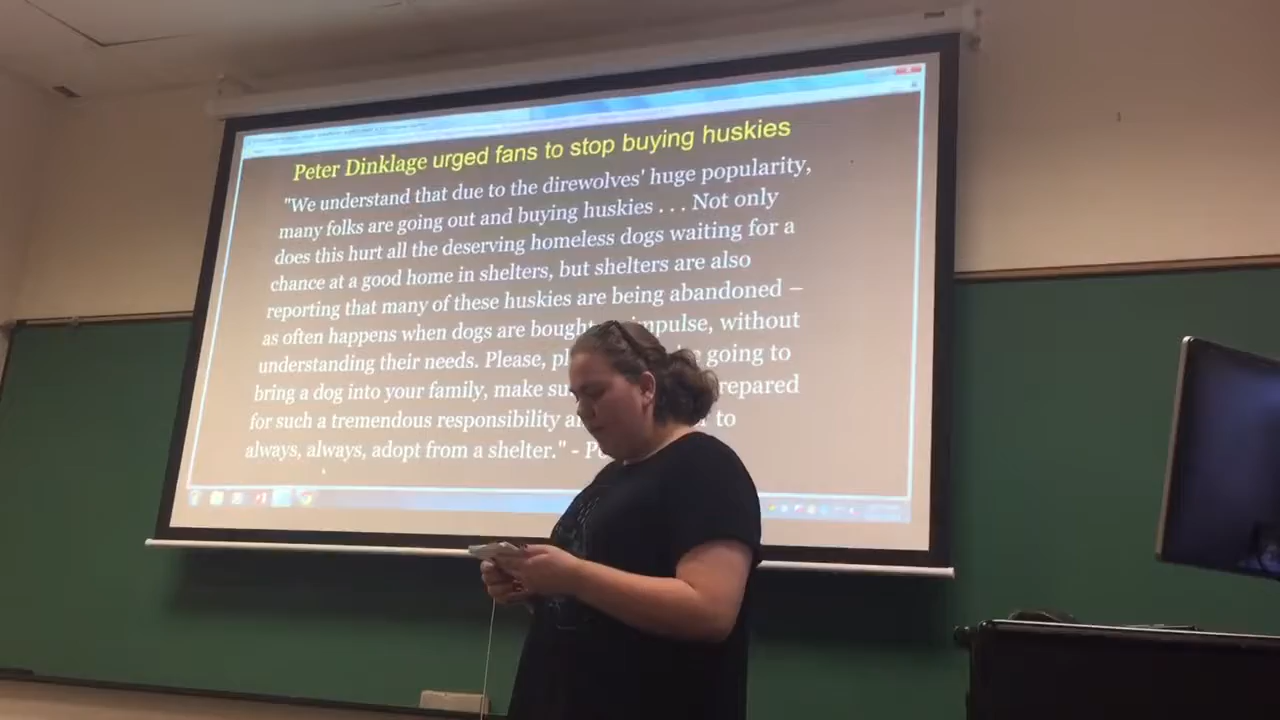 Peter Dinklage urged fans to stop buying huskies
"We understand that due to the direwolves' huge popularity,
many folks are going out and buying huskies . . . Not only
does this hurt all the deserving homeless dogs waiting for a
chance at a good home in shelters, but shelters are also
reporting that many of these huskies are being abandoned –
as often happens when dogs are bought impulse, without
understanding their needs. Please, going to
bring a dog into your family, make
for such a tremendous responsibility to
always, always, adopt from a shelter." -